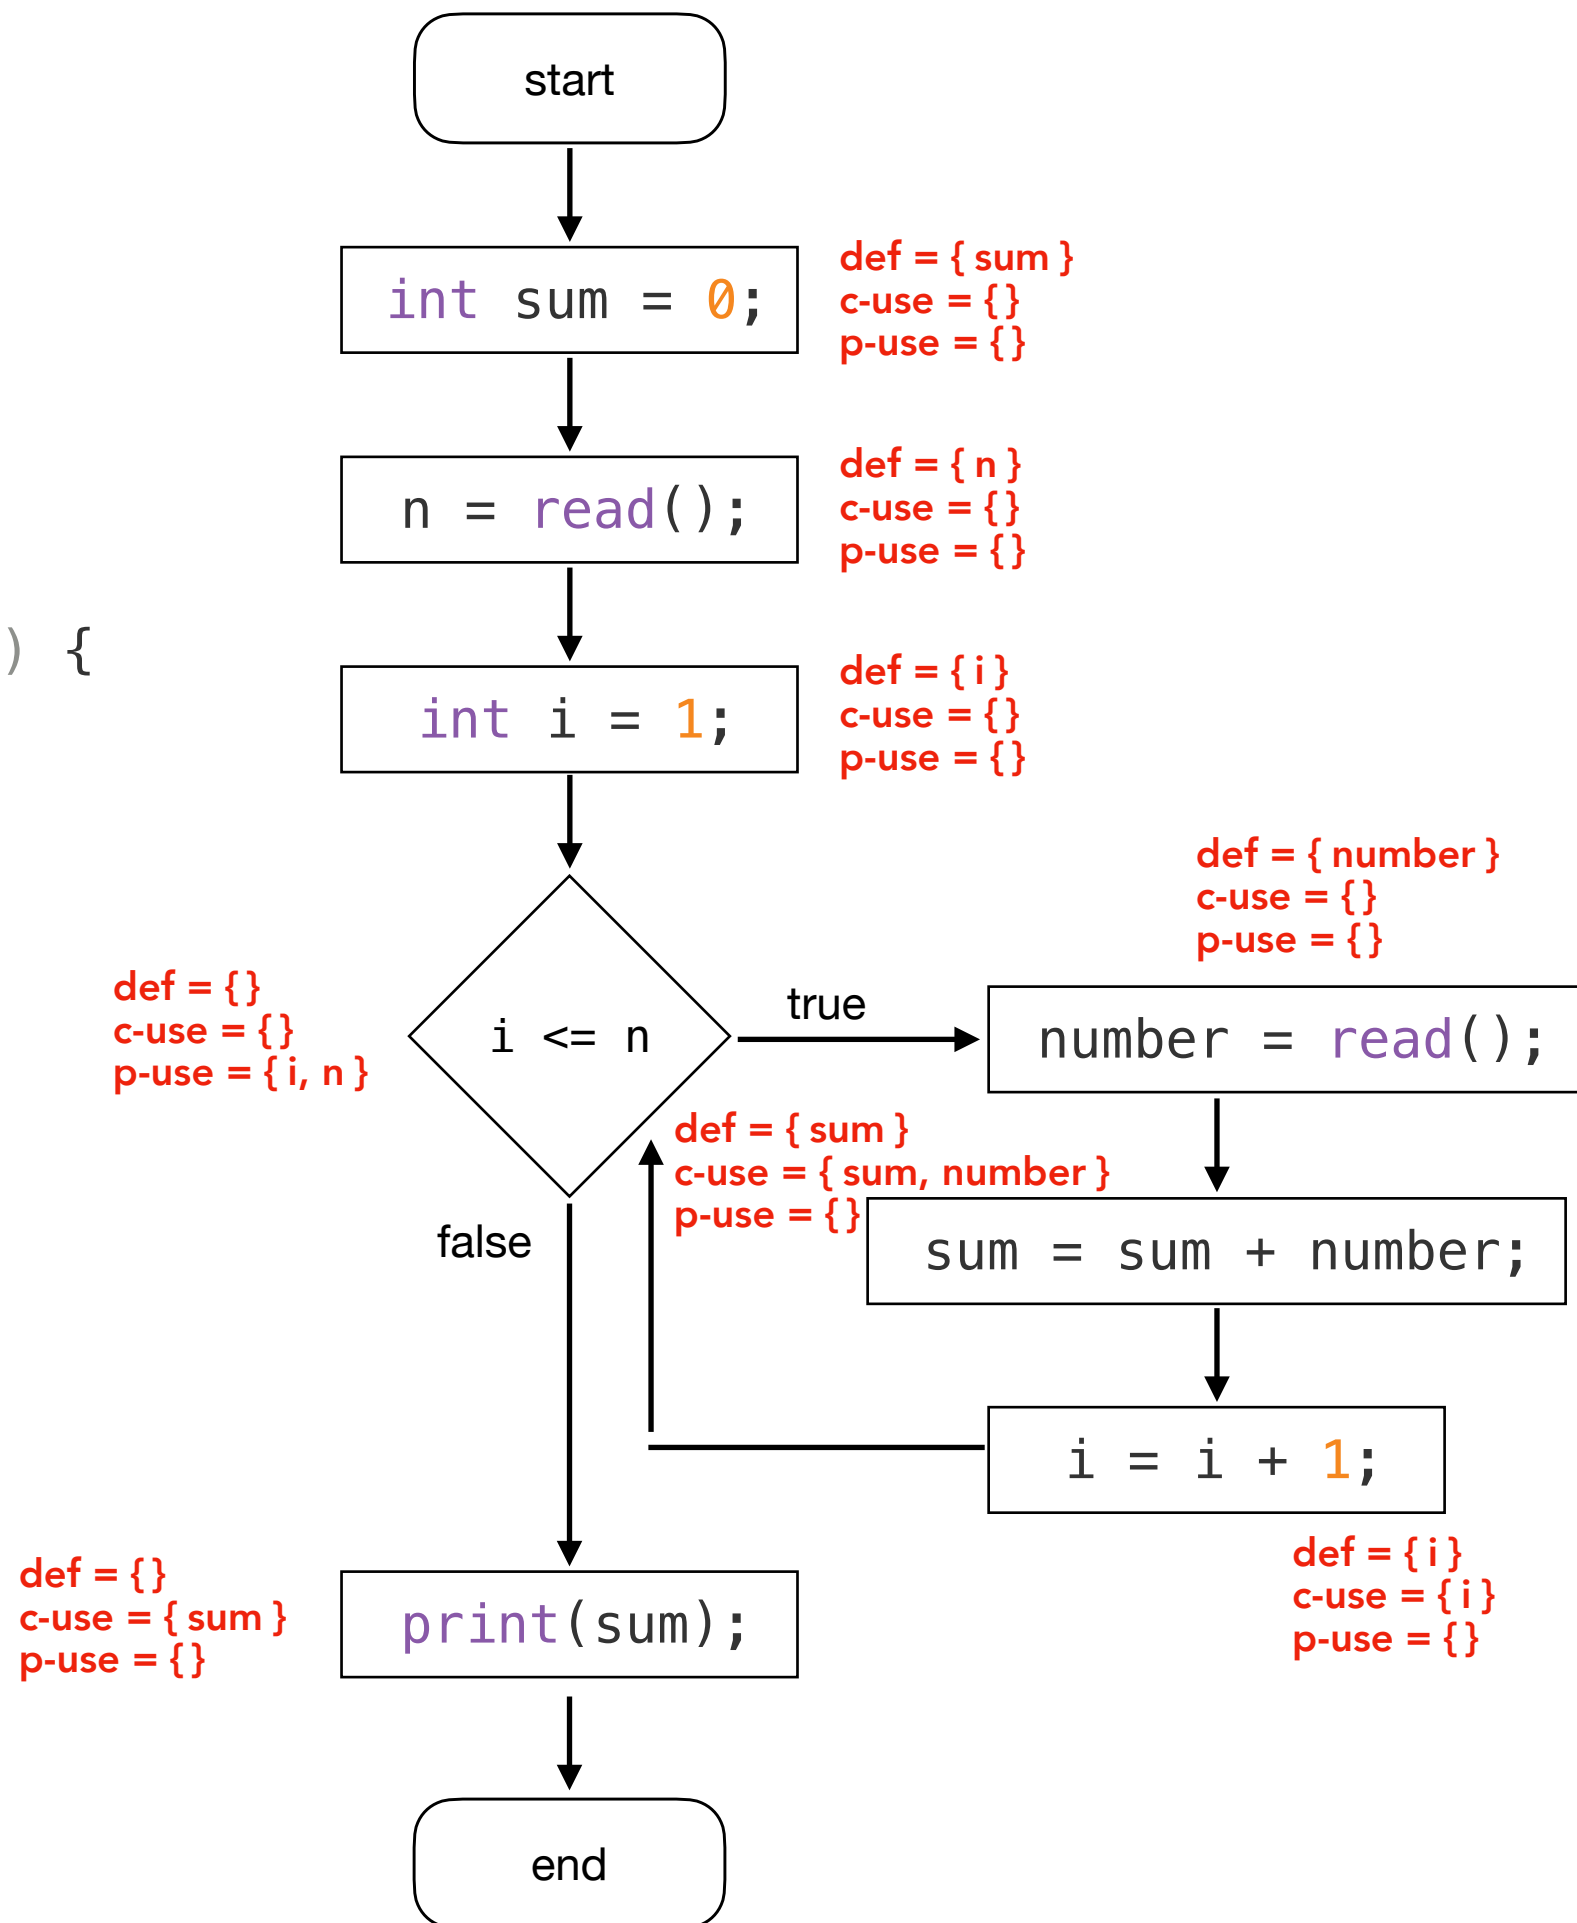 start
int sum = 0;
def = { sum }
c-use = {}
p-use = {}
n = read();
def = { n }
c-use = {}
p-use = {}
) {
int i = 1;
def = { i }
c-use = {}
p-use = {}
def = {}
c-use = {}
p-use = { i, n }
i <= n
true
def = { number }
c-use = {}
p-use = {}
number = read();
def = { sum }
c-use = { sum, number }
p-use = {}
sum = sum + number;
false
i = i + 1;
def = { i }
c-use = { i }
p-use = {}
def = {}
c-use = { sum }
p-use = {}
print(sum);
end